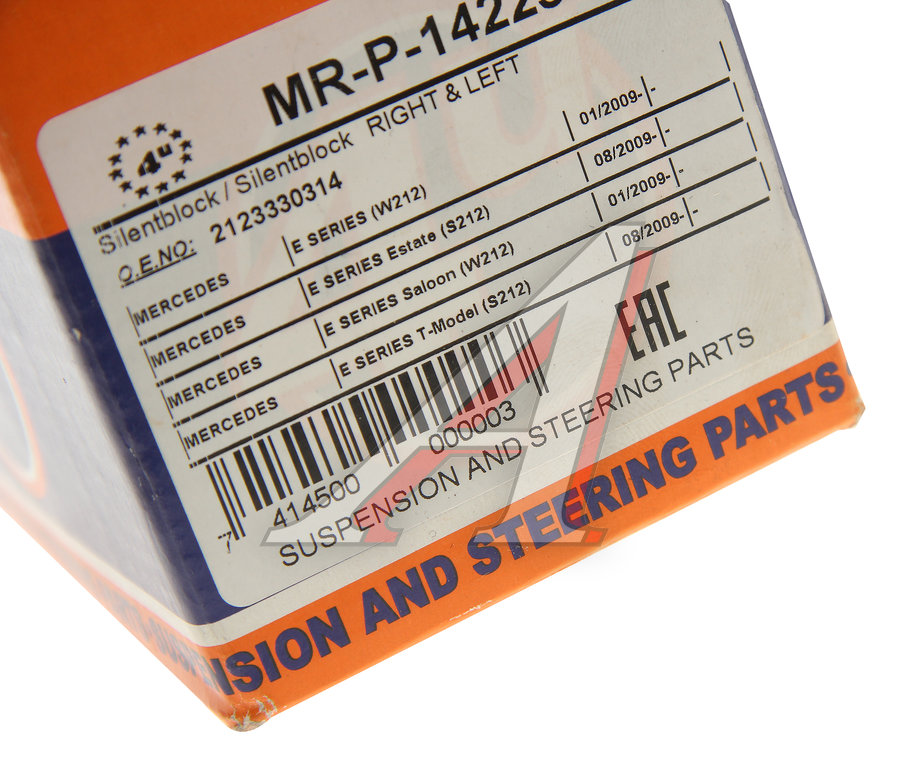 MR-P-14223
4u
Silentblock / Silentblock RIGHT & LEFT
O.E.NO: 2123330314
MERCEDES E SERIES (W212) 01/2009- -
MERCEDES E SERIES Estate (S212) 08/2009- -
MERCEDES E SERIES Saloon (W212) 01/2009- -
MERCEDES E SERIES T-Model (S212) 08/2009- -
EAC
7 414500 000003
SUSPENSION AND STEERING PARTS
NSION AND STEERING PARTS